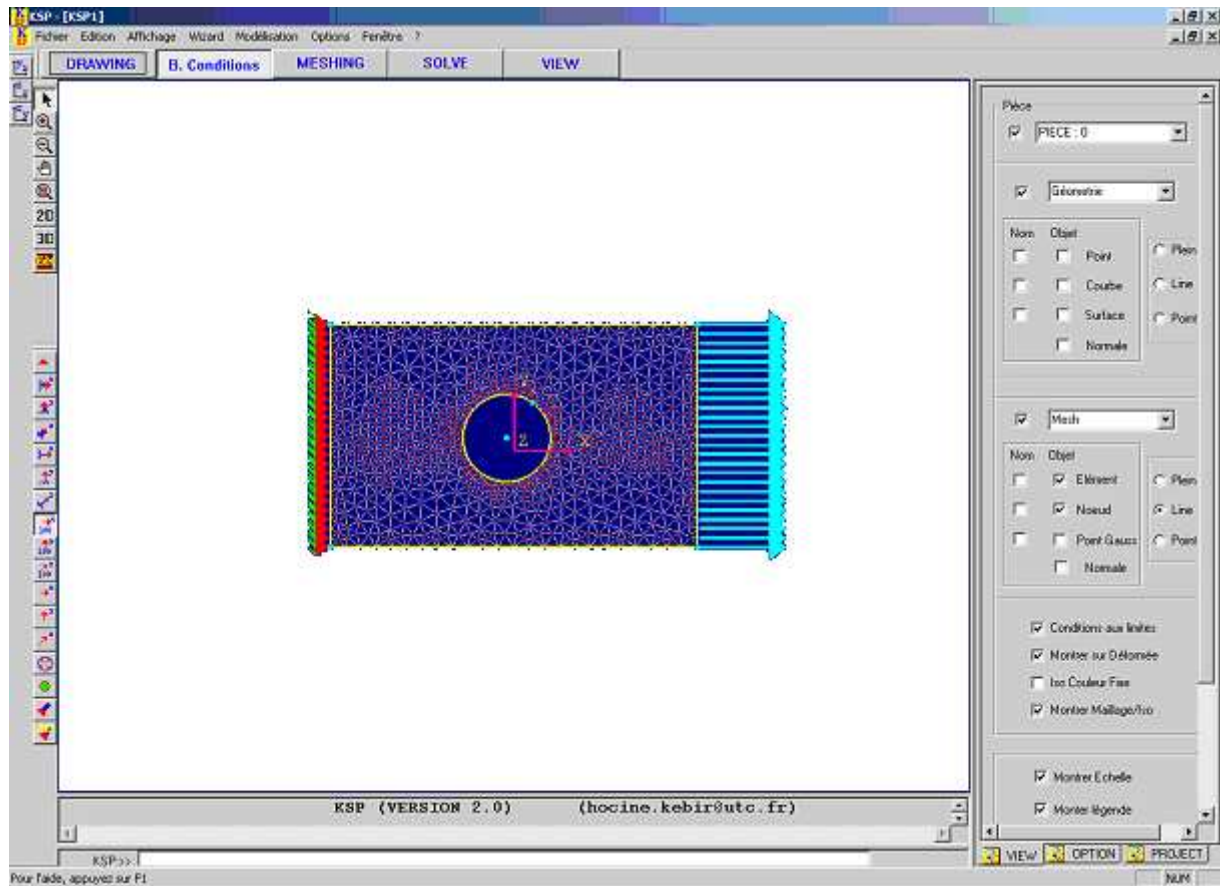 KSP - [KSP1]
Fichier Edition Affichage Wizard Modélisation Options Fenêtre ?
DRAWING B. Conditions MESHING SOLVE VIEW
2D
3D
Pièce
PIECE : 0
Géometrie
Nom Objet
Point
Courbe
Surface
Normale
Plein
Line
Point
Mesh
Nom Objet
Elément
Noeud
Point Gauss
Normale
Plein
Line
Point
Conditions aux limites
Montrer sur Déformée
Iso Couleur Fixe
Montrer Maillage/Iso
Montrer Echelle
Monter légende
Z X
KSP (VERSION 2.0) (hocine.kebir@utc.fr)
KSP>>
VIEW OPTION PROJECT
Pour l'aide, appuyez sur F1
NUM